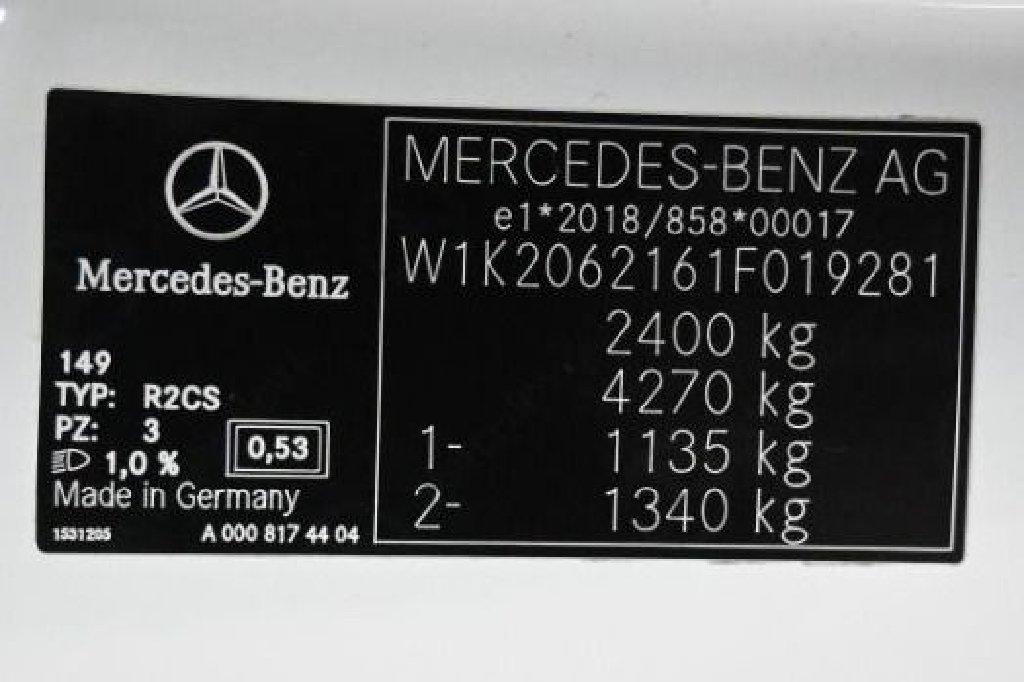 Mercedes-Benz
149
TYP: R2CS
PZ: 3
1,0 %
0,53
Made in Germany
1531205
A 000 817 44 04
MERCEDES-BENZ AG
e1*2018/858*00017
W1K2062161F019281
2400 kg
4270 kg
1- 1135 kg
2- 1340 kg